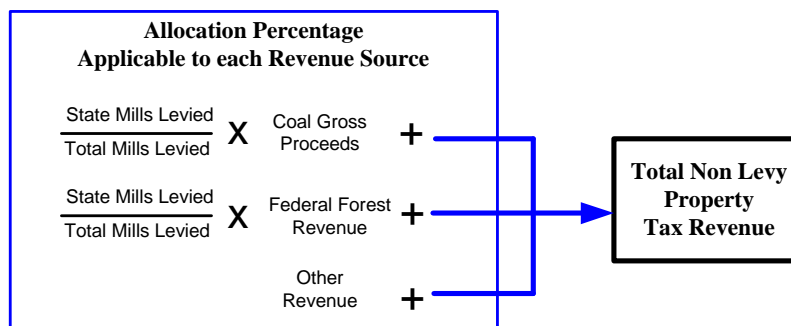 Allocation Percentage
Applicable to each Revenue Source
State Mills Levied
Total Mills Levied
X
Coal Gross
Proceeds
+
State Mills Levied
Total Mills Levied
X
Federal Forest
Revenue
+
Other
Revenue
+
Total Non Levy
Property
Tax Revenue